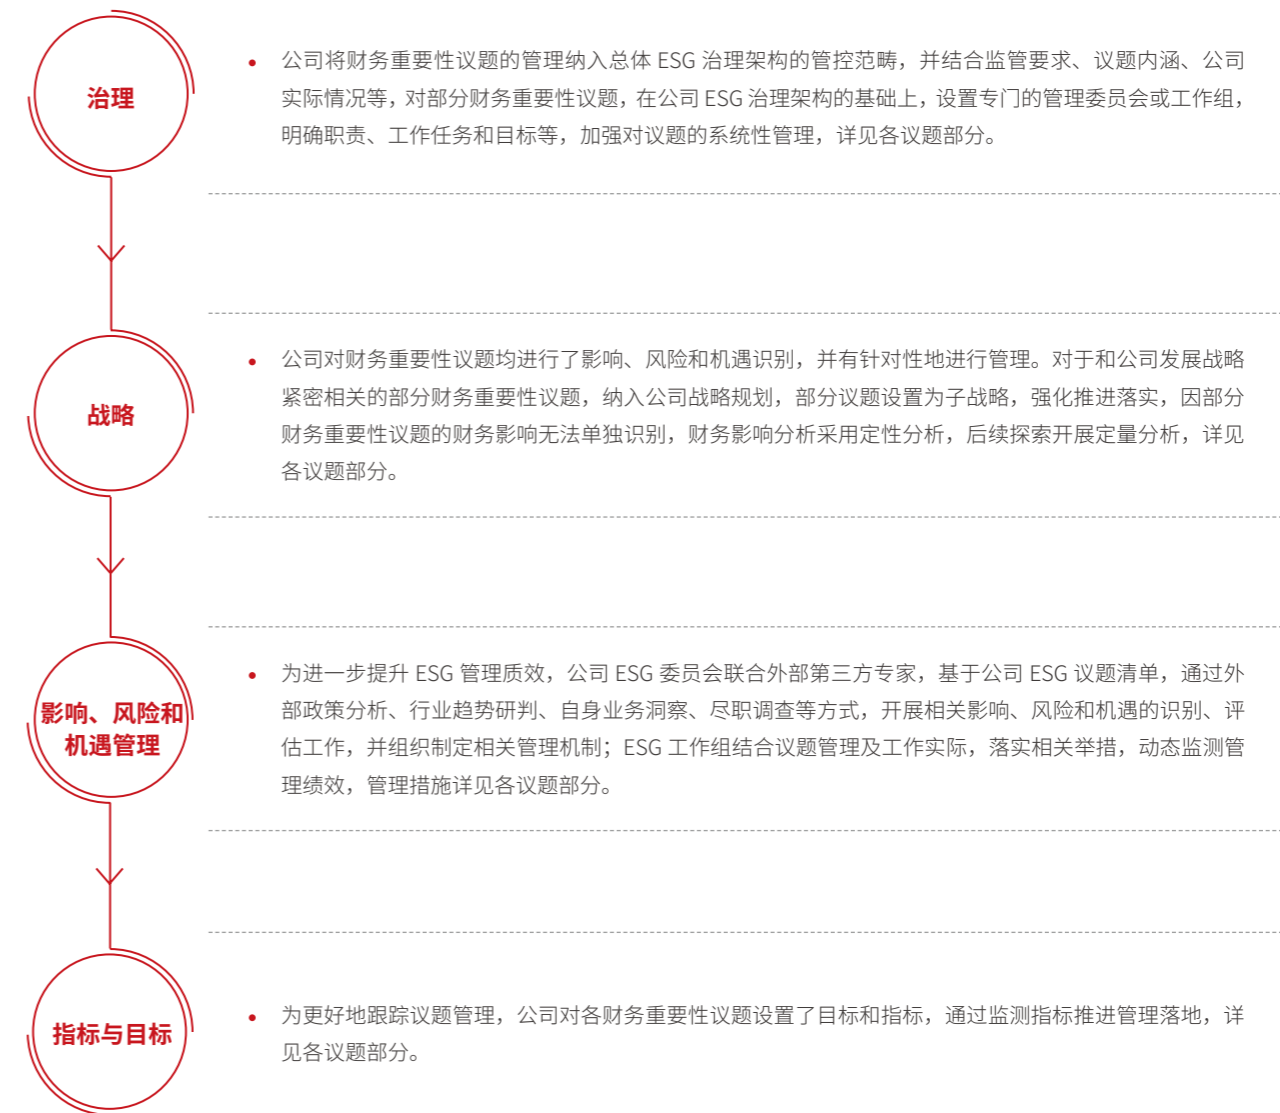 治理
公司将财务重要性议题的管理纳入总体 ESG 治理架构的管控范畴，并结合监管要求、议题内涵、公司
实际情况等，对部分财务重要性议题，在公司 ESG 治理架构的基础上，设置专门的管理委员会或工作组，
明确职责、工作任务和目标等，加强对议题的系统性管理，详见各议题部分。
战略
公司对财务重要性议题均进行了影响、风险和机遇识别，并有针对性地进行管理。对于和公司发展战略
紧密相关的部分财务重要性议题，纳入公司战略规划，部分议题设置为子战略，强化推进落实，因部分
财务重要性议题的财务影响无法单独识别，财务影响分析采用定性分析，后续探索开展定量分析，详见
各议题部分。
影响、风险和
机遇管理
为进一步提升 ESG 管理质效，公司 ESG 委员会联合外部第三方专家，基于公司 ESG 议题清单，通过外
部政策分析、行业趋势研判、自身业务洞察、尽职调查等方式，开展相关影响、风险和机遇的识别、评
估工作，并组织制定相关管理机制；ESG 工作组结合议题管理及工作实际，落实相关举措，动态监测管
理绩效，管理措施详见各议题部分。
指标与目标
为更好地跟踪议题管理，公司对各财务重要性议题设置了目标和指标，通过监测指标推进管理落地，详
见各议题部分。